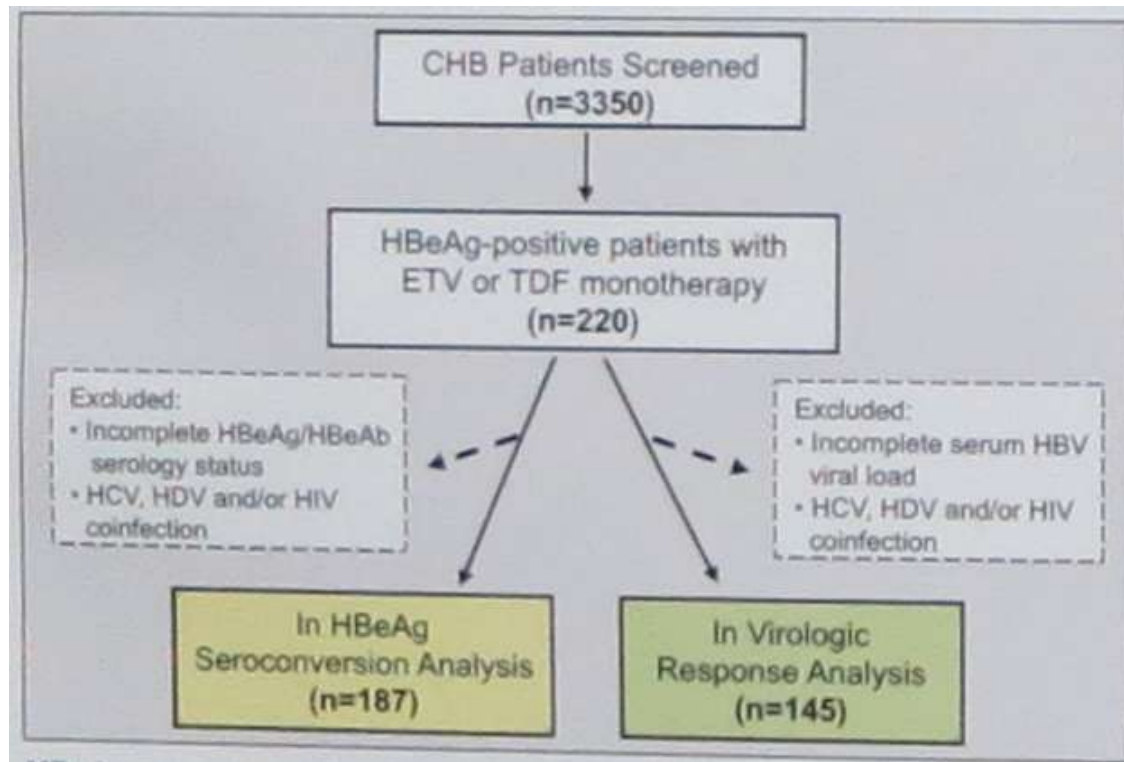 CHB Patients Screened
(n=3350)
HBeAg-positive patients with
ETV or TDF monotherapy
(n=220)
Excluded:
• Incomplete HBeAg/HBeAb
serology status
• HCV, HDV and/or HIV
coinfection
Excluded:
• Incomplete serum HBV
viral load
• HCV, HDV and/or HIV
coinfection
In HBeAg
Seroconversion Analysis
(n=187)
In Virologic
Response Analysis
(n=145)